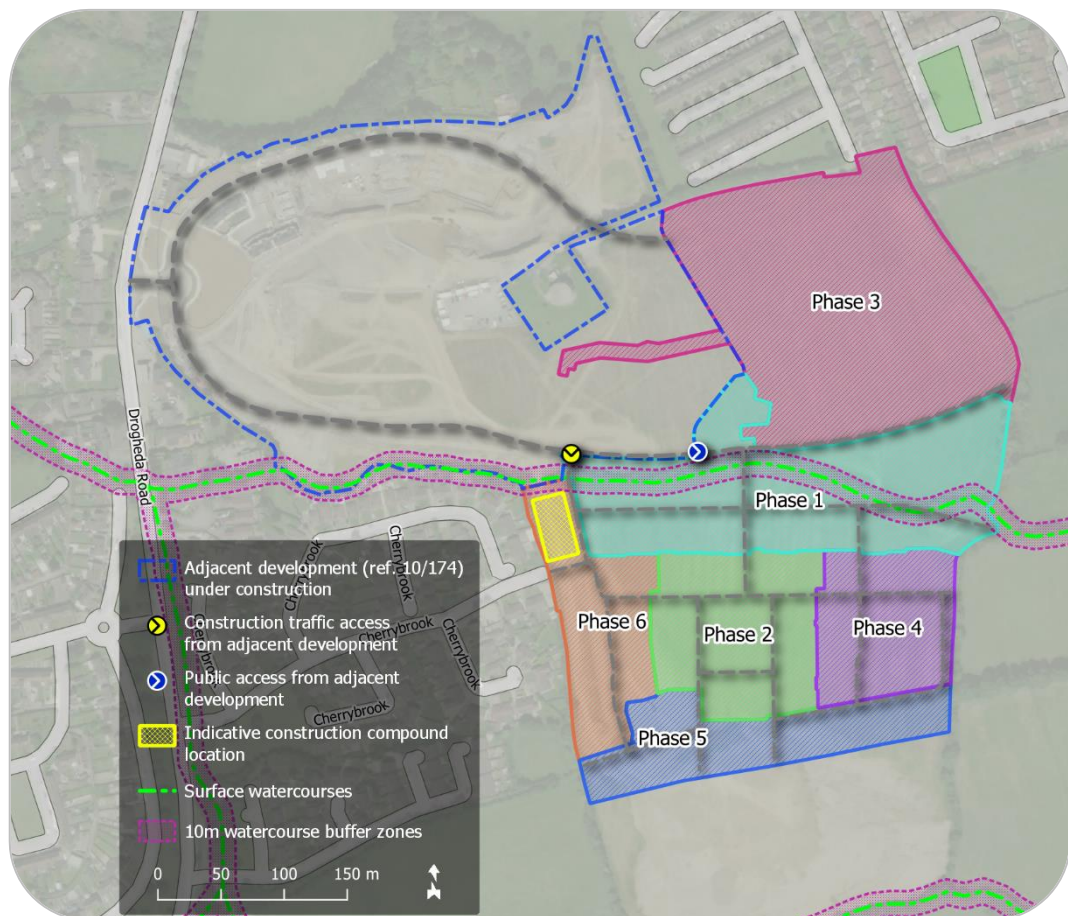 Phase 3
Drogheda Road
Phase 1
Cherrybrook
Cherrybrook
Phase 6
Phase 2
Phase 4
Cherrybrook
Cherrybrook
Cherrybrook
Cherrybrook
Phase 5
Adjacent development (ref. 10/174)
under construction
Construction traffic access
from adjacent development
Public access from adjacent
development
Indicative construction compound
location
Surface watercourses
10m watercourse buffer zones
0 50 100 150 m